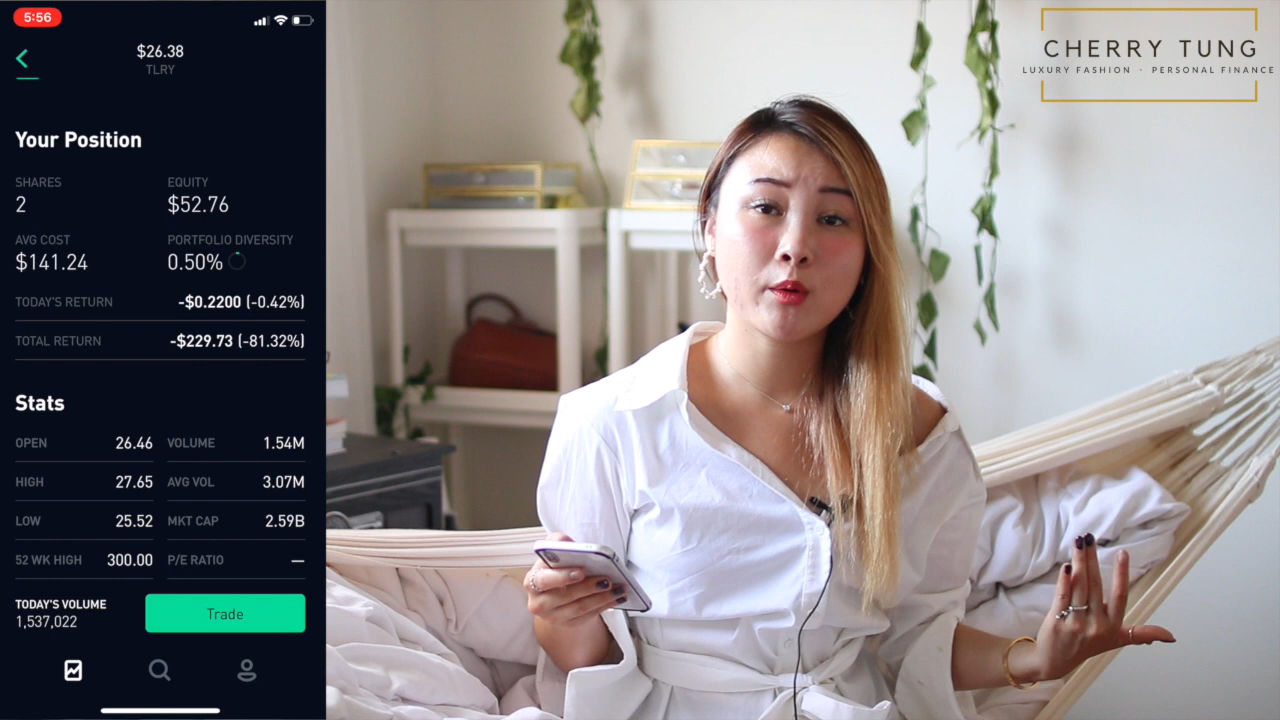 5:56
$26.38
TLRY
Your Position
SHARES EQUITY
2 $52.76
AVG COST PORTFOLIO DIVERSITY
$141.24 0.50%
TODAY'S RETURN -$0.2200 (-0.42%)
TOTAL RETURN -$229.73 (-81.32%)
Stats
OPEN 26.46 VOLUME 1.54M
HIGH 27.65 AVG VOL 3.07M
LOW 25.52 MKT CAP 2.59B
52 WK HIGH 300.00 P/E RATIO —
TODAY'S VOLUME
1,537,022
Trade
CHERRY TUNG
LUXURY FASHION · PERSONAL FINANCE